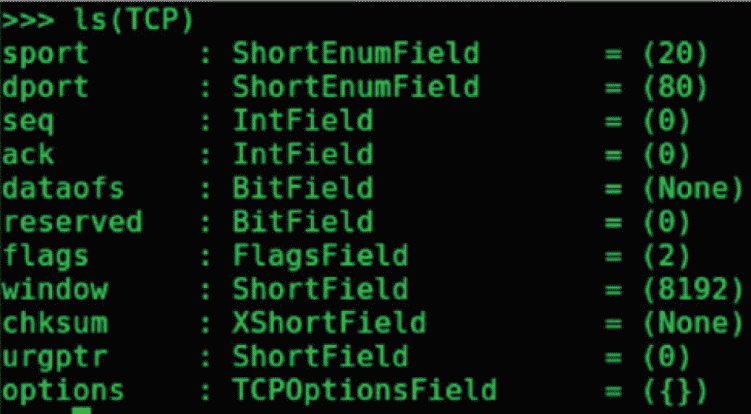 >>> ls(TCP)
sport : ShortEnumField = (20)
dport : ShortEnumField = (80)
seq : IntField = (0)
ack : IntField = (0)
dataofs : BitField = (None)
reserved : BitField = (0)
flags : FlagsField = (2)
window : ShortField = (8192)
chksum : XShortField = (None)
urgptr : ShortField = (0)
options : TCPOptionsField = ({})